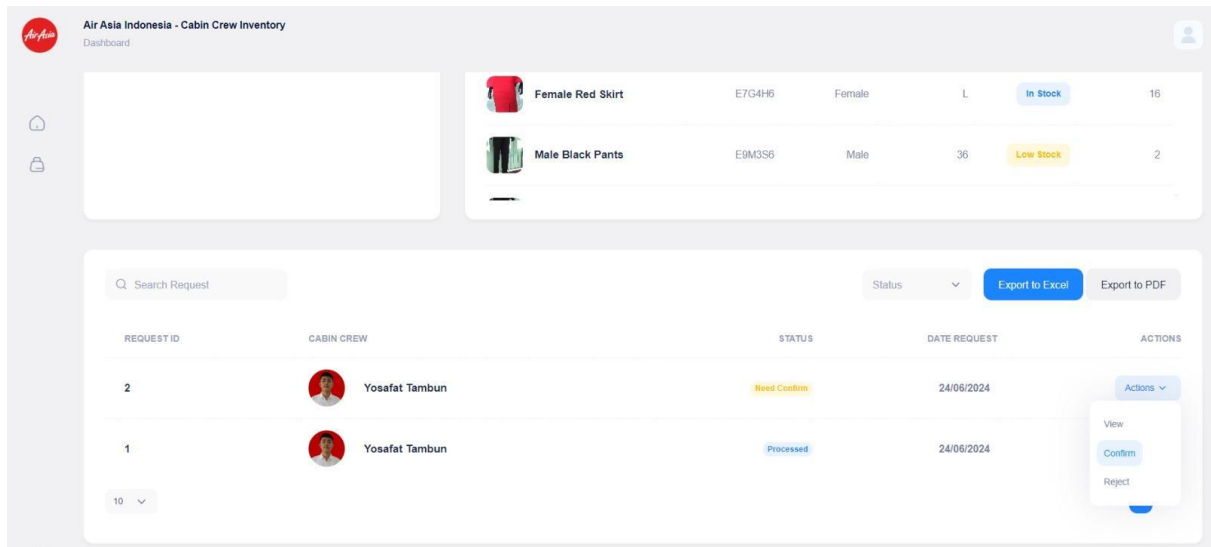 AirAsia
Air Asia Indonesia - Cabin Crew Inventory
Dashboard
Female Red Skirt E7G4H6 Female L In Stock 16
Male Black Pants E9M3S6 Male 36 Low Stock 2
Search Request Status Export to Excel Export to PDF
REQUEST ID CABIN CREW STATUS DATE REQUEST ACTIONS
2 Yosafat Tambun Need Confirm 24/06/2024 Actions
View
1 Yosafat Tambun Processed 24/06/2024
Confirm
Reject
10